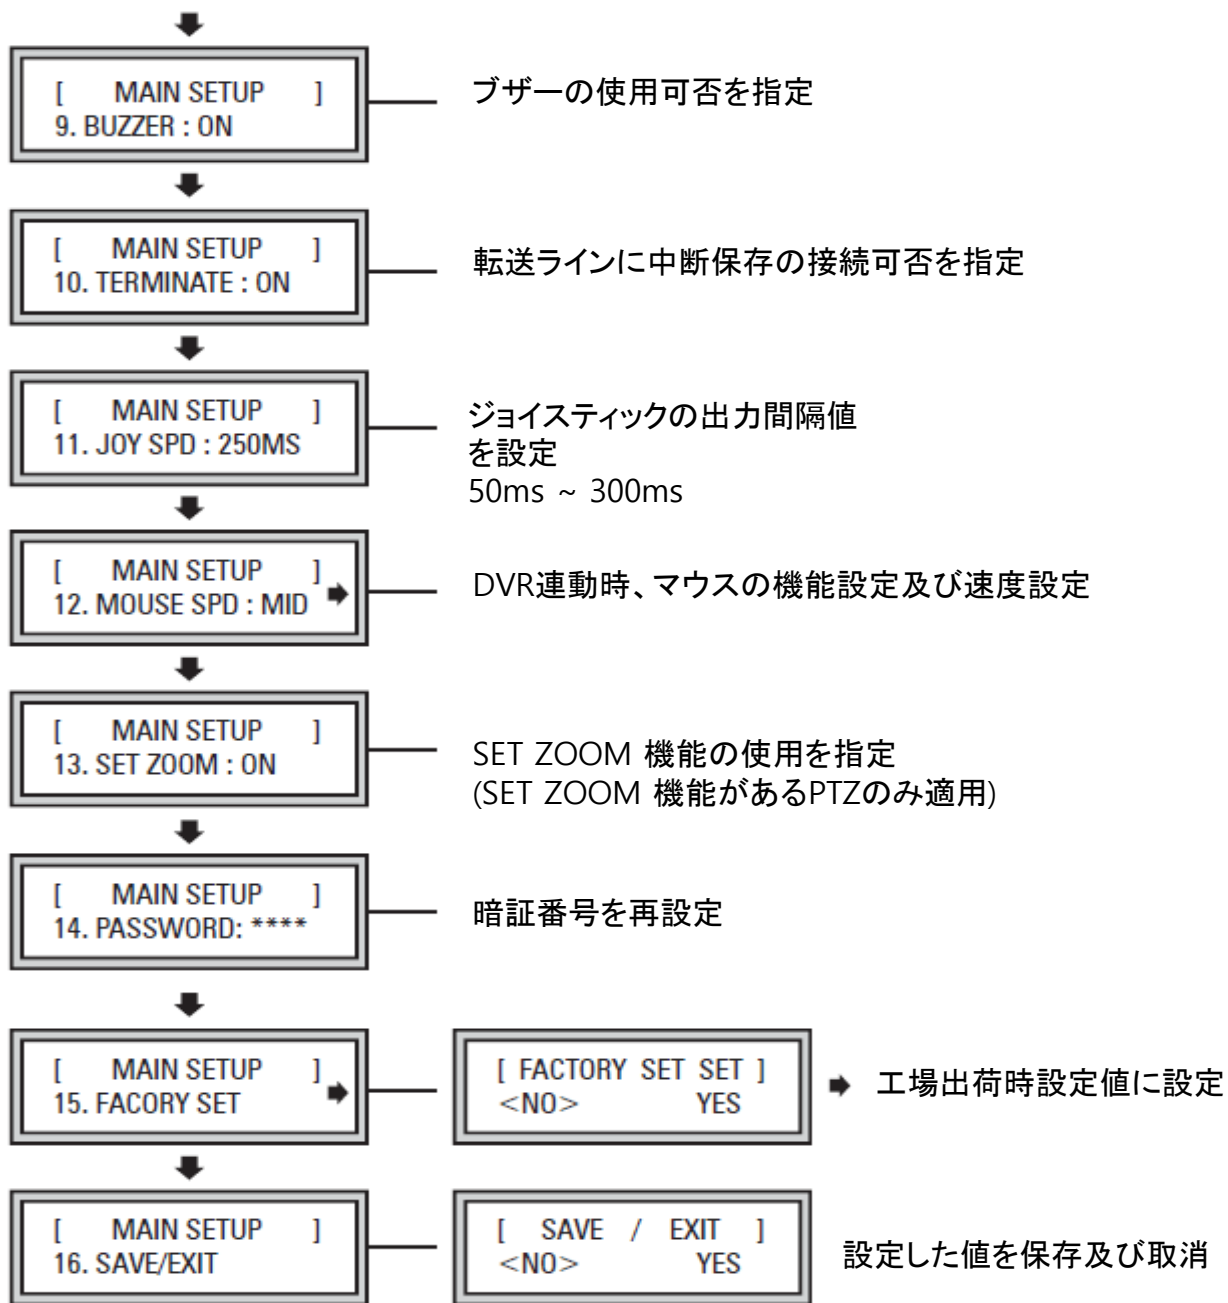 [ MAIN SETUP ]
9. BUZZER : ON
ブザーの使用可否を指定
[ MAIN SETUP ]
10. TERMINATE : ON
転送ラインに中断保存の接続可否を指定
[ MAIN SETUP ]
11. JOY SPD : 250MS
ジョイスティックの出力間隔値
を設定
50ms ~ 300ms
[ MAIN SETUP ]
12. MOUSE SPD : MID
DVR連動時、マウスの機能設定及び速度設定
[ MAIN SETUP ]
13. SET ZOOM : ON
SET ZOOM 機能の使用を指定
(SET ZOOM 機能があるPTZのみ適用)
[ MAIN SETUP ]
14. PASSWORD: ****
暗証番号を再設定
[ MAIN SETUP ]
15. FACORY SET
[ FACTORY SET SET ]
<NO> YES
工場出荷時設定値に設定
[ MAIN SETUP ]
16. SAVE/EXIT
[ SAVE / EXIT ]
<NO> YES
設定した値を保存及び取消